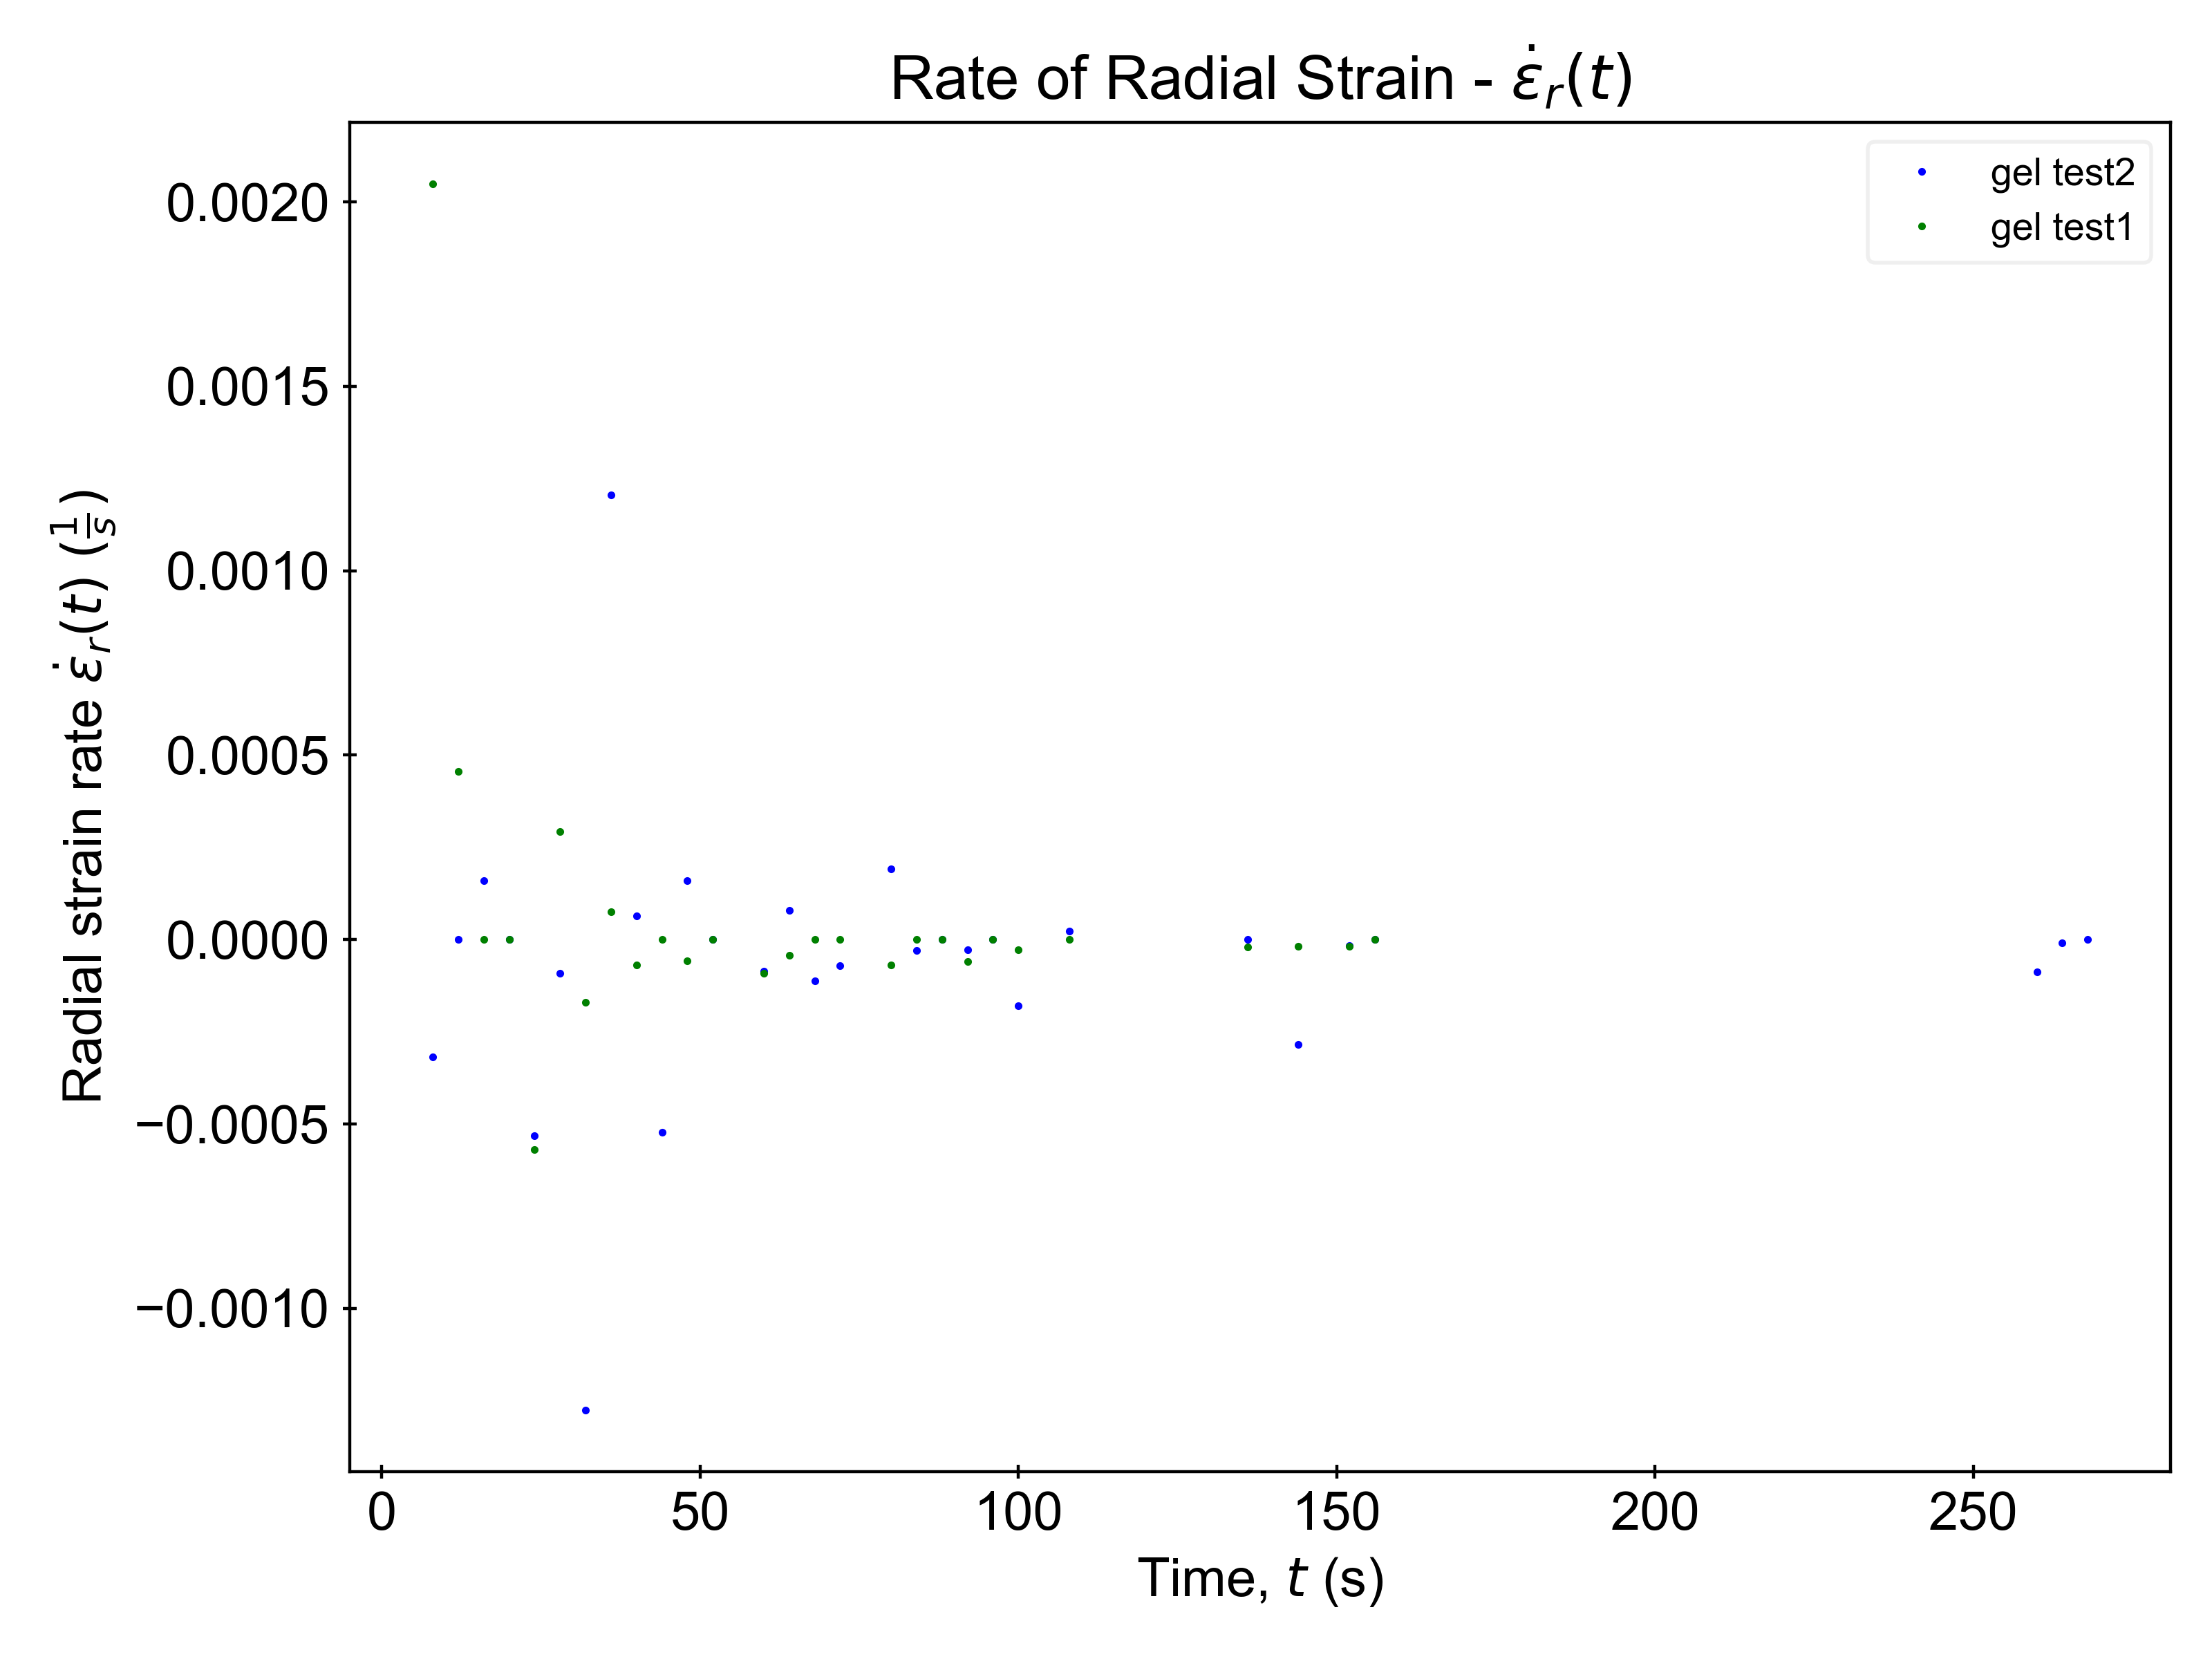 Rate of Radial Strain - ε̇ᵣ(t)
gel test2
gel test1
Radial strain rate ε̇ᵣ(t) (1/s)
0.0020
0.0015
0.0010
0.0005
0.0000
−0.0005
−0.0010
0 50 100 150 200 250
Time, t (s)